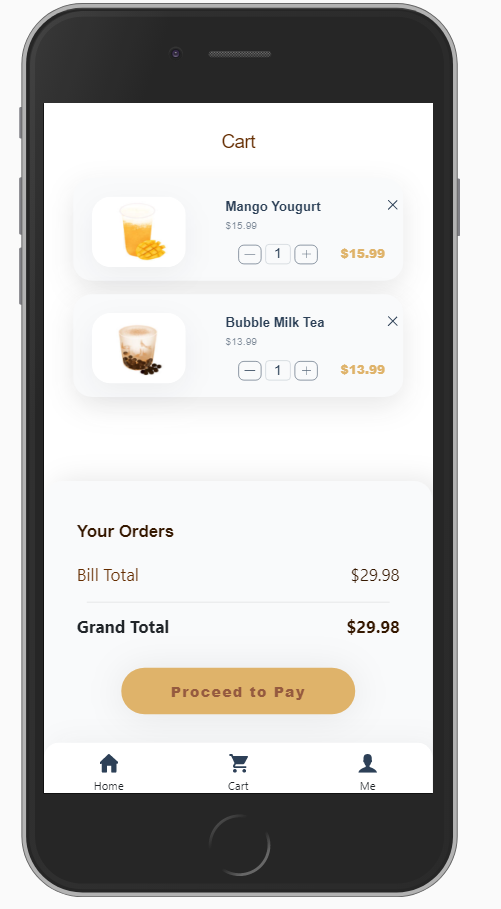 Cart
Mango Yougurt
$15.99
1 $15.99
Bubble Milk Tea
$13.99
1 $13.99
Your Orders
Bill Total $29.98
Grand Total $29.98
Proceed to Pay
Home Cart Me